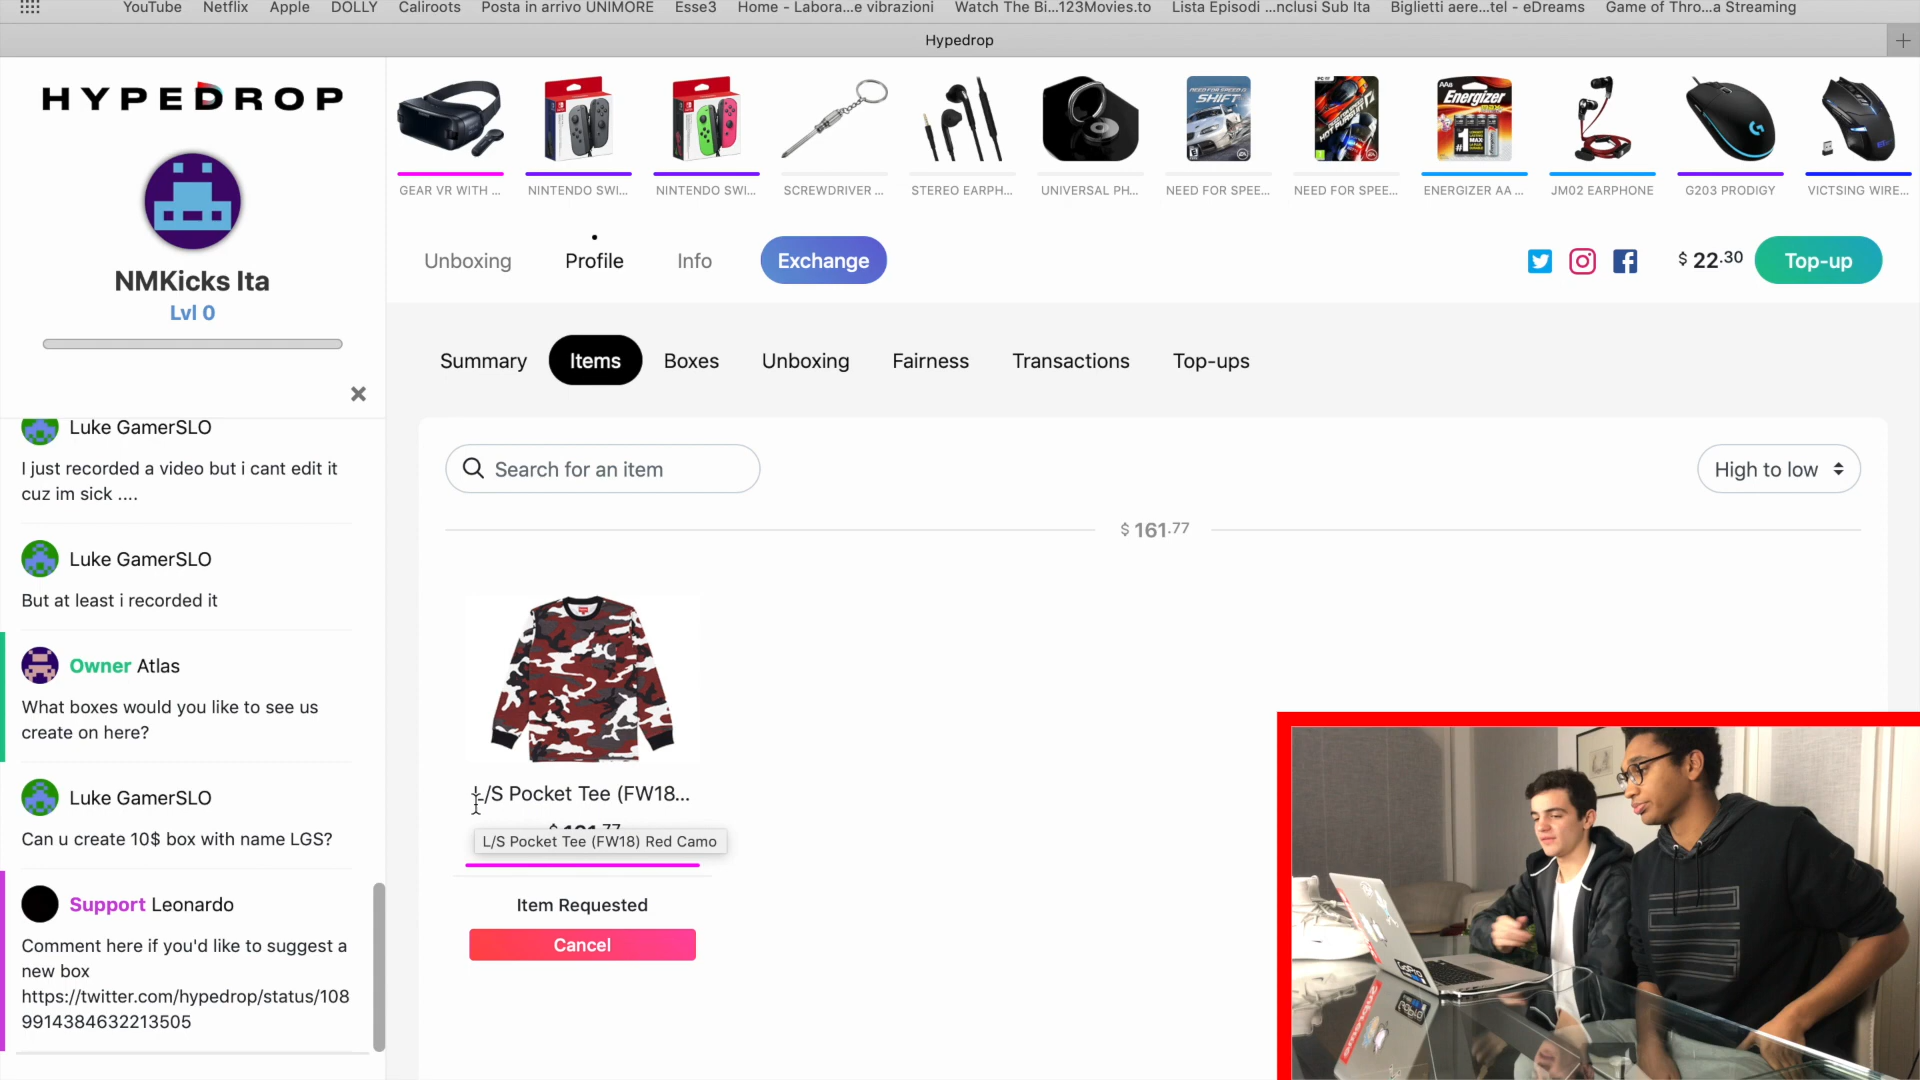 YouTube Netflix Apple DOLLY Caliroots Posta in arrivo UNIMORE Esse3 Home - Labora...e vibrazioni Watch The Bi...123Movies.to Lista Episodi ...nclusi Sub Ita Biglietti aere...tel - eDreams Game of Thro...a Streaming
Hypedrop
HYPEDROP
NMKicks Ita
Lvl 0
GEAR VR WITH ... NINTENDO SWI... NINTENDO SWI... SCREWDRIVER ... STEREO EARPH... UNIVERSAL PH... NEED FOR SPEE... NEED FOR SPEE... ENERGIZER AA ... JM02 EARPHONE G203 PRODIGY VICTSING WIRE...
SHIFT
Energizer
Unboxing Profile Info Exchange $ 22.30 Top-up
Summary Items Boxes Unboxing Fairness Transactions Top-ups
Search for an item High to low
$ 161.77
L/S Pocket Tee (FW18...
L/S Pocket Tee (FW18) Red Camo
Item Requested
Cancel
Luke GamerSLO
I just recorded a video but i cant edit it
cuz im sick ....
Luke GamerSLO
But at least i recorded it
Owner Atlas
What boxes would you like to see us
create on here?
Luke GamerSLO
Can u create 10$ box with name LGS?
Support Leonardo
Comment here if you'd like to suggest a
new box
https://twitter.com/hypedrop/status/108
9914384632213505
GoPro